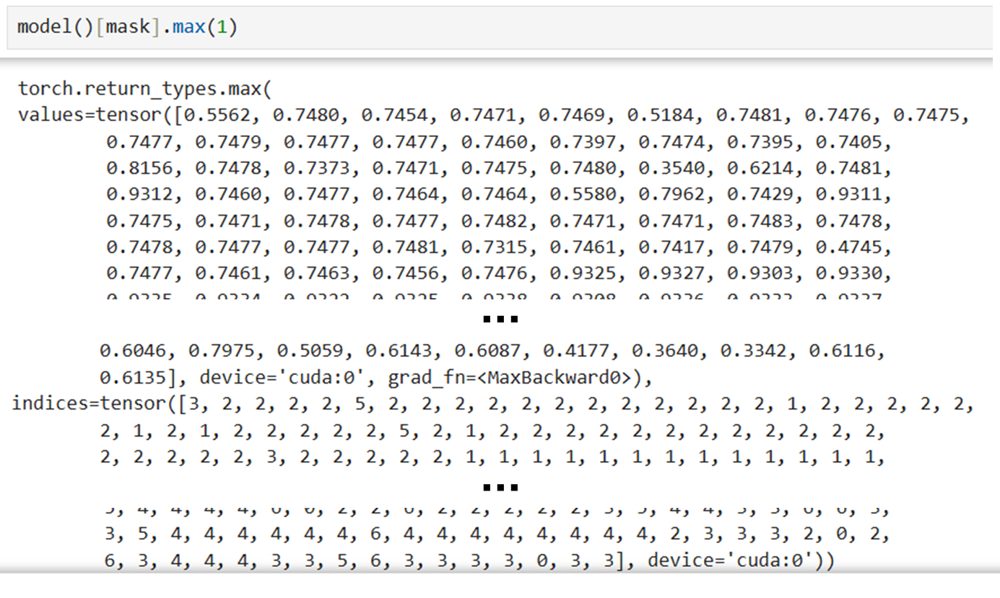 model()[mask].max(1)
torch.return_types.max(
values=tensor([0.5562, 0.7480, 0.7454, 0.7471, 0.7469, 0.5184, 0.7481, 0.7476, 0.7475,
0.7477, 0.7479, 0.7477, 0.7477, 0.7460, 0.7397, 0.7474, 0.7395, 0.7405,
0.8156, 0.7478, 0.7373, 0.7471, 0.7475, 0.7480, 0.3540, 0.6214, 0.7481,
0.9312, 0.7460, 0.7477, 0.7464, 0.7464, 0.5580, 0.7962, 0.7429, 0.9311,
0.7475, 0.7471, 0.7478, 0.7477, 0.7482, 0.7471, 0.7471, 0.7483, 0.7478,
0.7478, 0.7477, 0.7477, 0.7481, 0.7315, 0.7461, 0.7417, 0.7479, 0.4745,
0.7477, 0.7461, 0.7463, 0.7456, 0.7476, 0.9325, 0.9327, 0.9303, 0.9330,
...
0.6046, 0.7975, 0.5059, 0.6143, 0.6087, 0.4177, 0.3640, 0.3342, 0.6116,
0.6135], device='cuda:0', grad_fn=<MaxBackward0>),
indices=tensor([3, 2, 2, 2, 2, 5, 2, 2, 2, 2, 2, 2, 2, 2, 2, 2, 2, 2, 1, 2, 2, 2, 2, 2,
2, 1, 2, 1, 2, 2, 2, 2, 2, 5, 2, 1, 2, 2, 2, 2, 2, 2, 2, 2, 2, 2, 2, 2,
2, 2, 2, 2, 2, 3, 2, 2, 2, 2, 2, 1, 1, 1, 1, 1, 1, 1, 1, 1, 1, 1, 1, 1,
...
3, 5, 4, 4, 4, 4, 4, 4, 6, 4, 4, 4, 4, 4, 4, 4, 4, 2, 3, 3, 3, 2, 0, 2,
6, 3, 4, 4, 4, 3, 3, 5, 6, 3, 3, 3, 3, 0, 3, 3], device='cuda:0'))